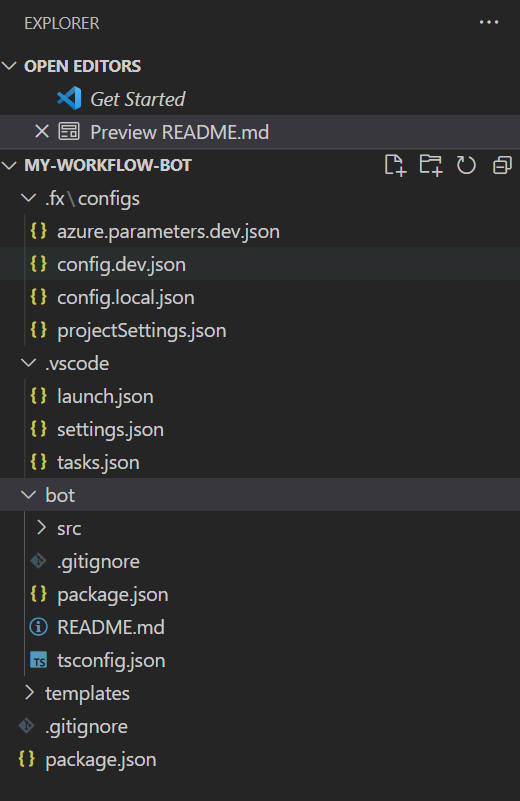 EXPLORER
OPEN EDITORS
Get Started
Preview README.md
MY-WORKFLOW-BOT
.fx\configs
azure.parameters.dev.json
config.dev.json
config.local.json
projectSettings.json
.vscode
launch.json
settings.json
tasks.json
bot
src
.gitignore
package.json
README.md
TS tsconfig.json
templates
.gitignore
package.json